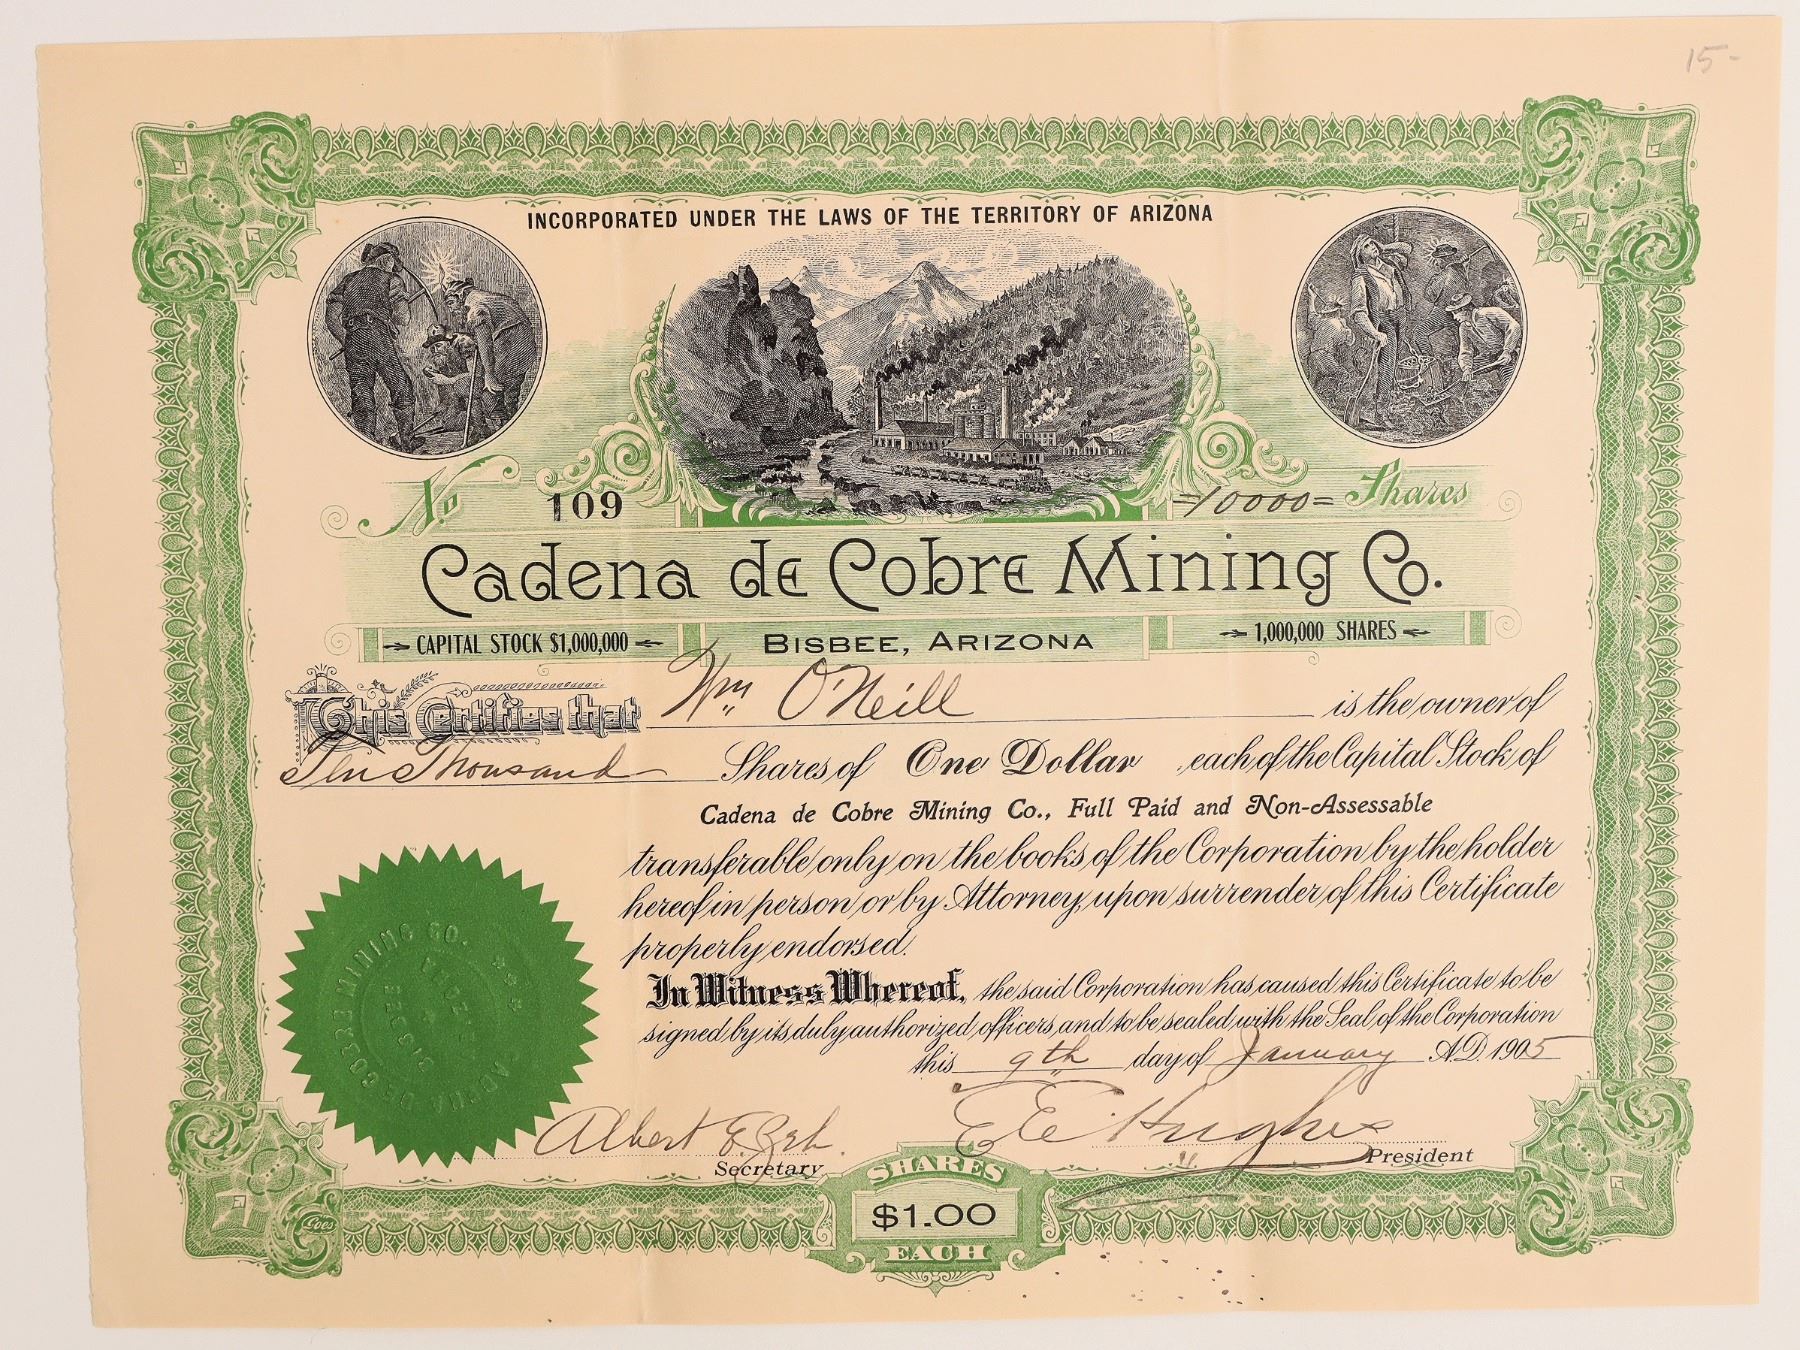 15-
INCORPORATED UNDER THE LAWS OF THE TERRITORY OF ARIZONA
No 109 =10000= Shares
Cadena de Cobre Mining Co.
CAPITAL STOCK $1,000,000 BISBEE, ARIZONA 1,000,000 SHARES
This Certifies that Wm O'Neill is the owner of
Ten Thousand Shares of One Dollar each of the Capital Stock of
Cadena de Cobre Mining Co., Full Paid and Non-Assessable
transferable only on the books of the Corporation by the holder
hereof in person or by Attorney, upon surrender of this Certificate
properly endorsed.
In Witness Whereof, the said Corporation has caused this Certificate to be
signed by its duly authorized officers, and to be sealed with the Seal of the Corporation
this 9th day of January A.D. 1905
MINING CO.
Albert E. E E Hughes
Secretary President
SHARES
$1.00
EACH
Goes